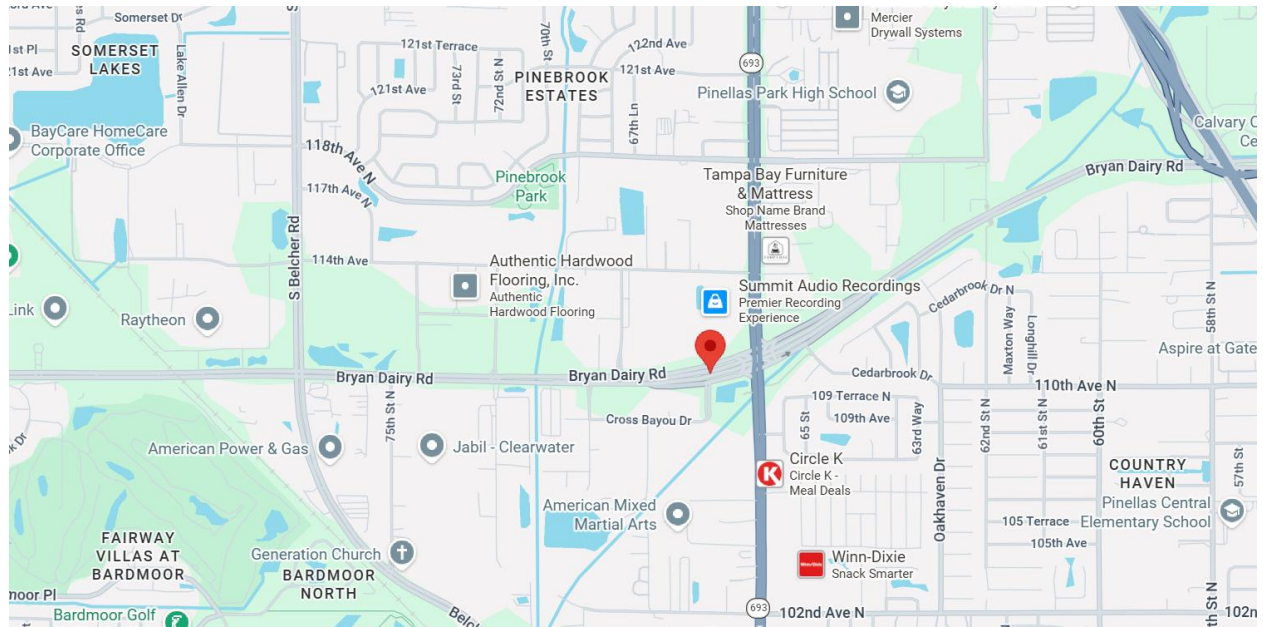 Somerset Dr
SOMERSET
LAKES
Lake Allen Dr
1st Pl
BayCare HomeCare
Corporate Office
121st Terrace
121st Ave
73rd St
72nd St N
70th St
PINEBROOK
ESTATES
122nd Ave
121st Ave
67th Ln
693
Mercier
Drywall Systems
Pinellas Park High School
Calvary C
Ce
Bryan Dairy Rd
118th Ave N
117th Ave N
Pinebrook
Park
Tampa Bay Furniture
& Mattress
Shop Name Brand
Mattresses
S Belcher Rd
114th Ave
Authentic Hardwood
Flooring, Inc.
Authentic
Hardwood Flooring
Summit Audio Recordings
Premier Recording
Experience
Link
Raytheon
Cedarbrook Dr N
Maxton Way
Longhill Dr
58th St N
Aspire at Gate
Bryan Dairy Rd
Bryan Dairy Rd
Cedarbrook Dr
110th Ave N
109 Terrace N
109th Ave
65 St
63rd Way
62nd St N
61st St N
60th St
75th St N
Cross Bayou Dr
American Power & Gas
Jabil - Clearwater
Circle K
Circle K -
Meal Deals
COUNTRY
HAVEN
57th St
Pinellas Central
Elementary School
American Mixed
Martial Arts
Oakhaven Dr
105 Terrace
105th Ave
FAIRWAY
VILLAS AT
BARDMOOR
Generation Church
BARDMOOR
NORTH
Winn-Dixie
Snack Smarter
moor Pl
Bardmoor Golf
Belc
693
102nd Ave N
th St N
102n